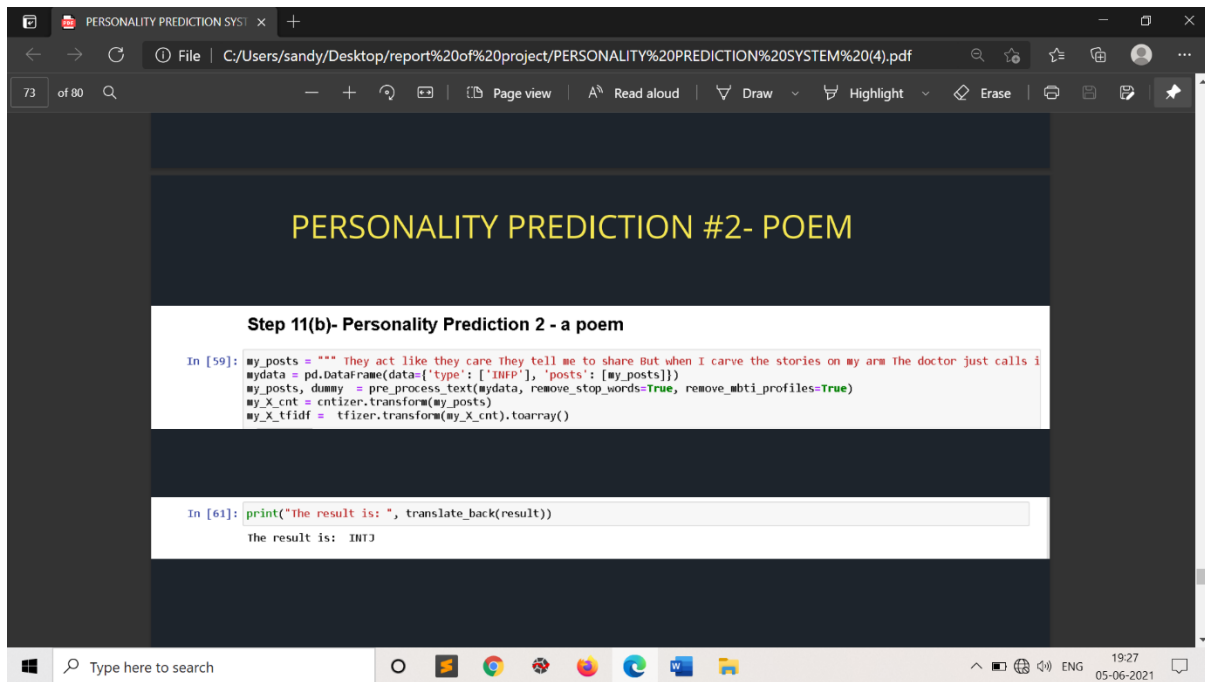 PERSONALITY PREDICTION SYST
File
C:/Users/sandy/Desktop/report%20of%20project/PERSONALITY%20PREDICTION%20SYSTEM%20(4).pdf
73 of 80
Page view
Read aloud
Draw
Highlight
Erase
PERSONALITY PREDICTION #2- POEM
Step 11(b)- Personality Prediction 2 - a poem
In [59]: my_posts = """ They act like they care They tell me to share But when I carve the stories on my arm The doctor just calls i
mydata = pd.DataFrame(data={'type': ['INFP'], 'posts': [my_posts]})
my_posts, dummy  = pre_process_text(mydata, remove_stop_words=True, remove_mbti_profiles=True)
my_X_cnt = cntizer.transform(my_posts)
my_X_tfidf =  tfizer.transform(my_X_cnt).toarray()
In [61]: print("The result is: ", translate_back(result))
The result is:  INTJ
Type here to search
ENG
19:27
05-06-2021